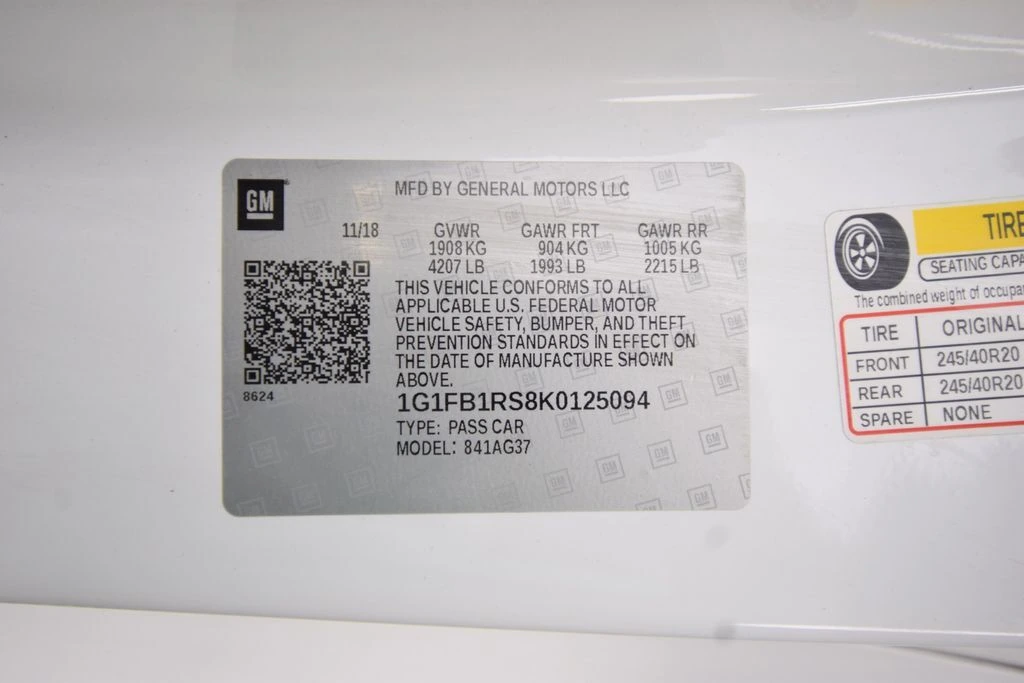 GM
MFD BY GENERAL MOTORS LLC
11/18 GVWR GAWR FRT GAWR RR
1908 KG 904 KG 1005 KG
4207 LB 1993 LB 2215 LB
THIS VEHICLE CONFORMS TO ALL
APPLICABLE U.S. FEDERAL MOTOR
VEHICLE SAFETY, BUMPER, AND THEFT
PREVENTION STANDARDS IN EFFECT ON
THE DATE OF MANUFACTURE SHOWN
ABOVE.
8624
1G1FB1RS8K0125094
TYPE: PASS CAR
MODEL: 841AG37
TIRE
SEATING CAPA
The combined weight of occupa
TIRE ORIGINAL
FRONT 245/40R20
REAR 245/40R20
SPARE NONE